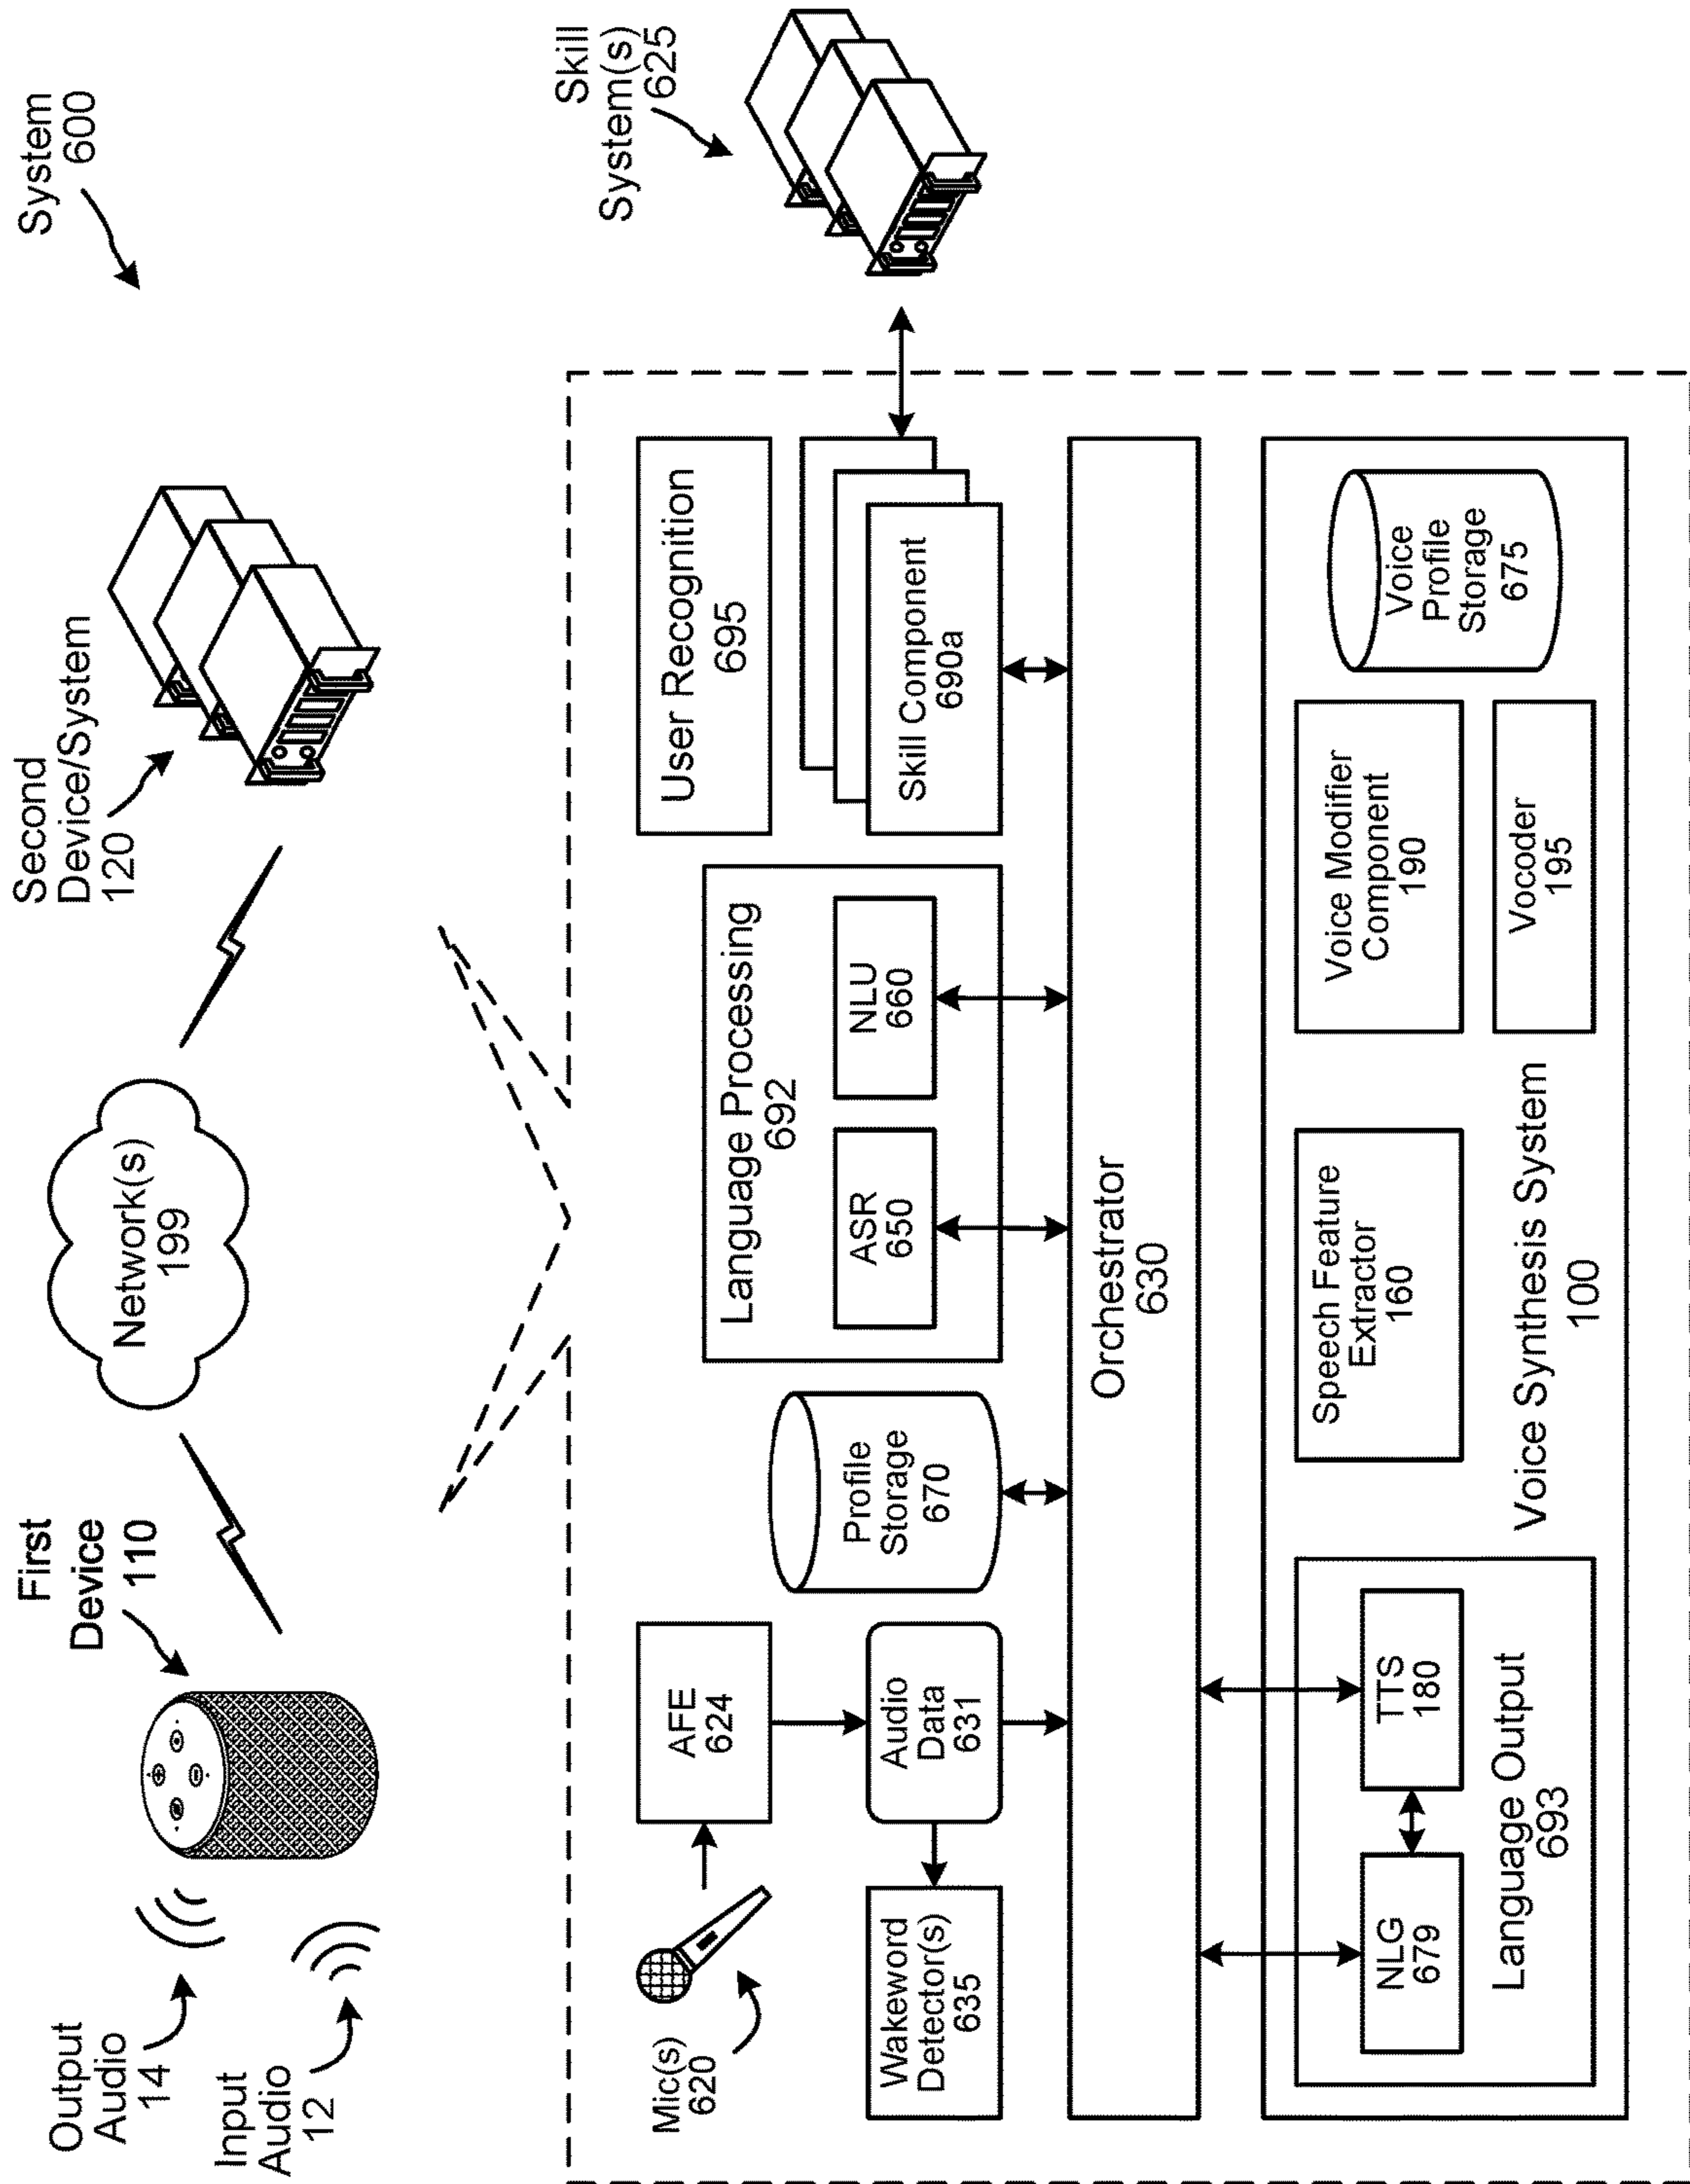 System
600
Output
Audio
14
Input
Audio
12
First
Device
110
Network(s)
199
Second
Device/System
120
Skill
System(s)
625
Mic(s)
620
AFE
624
Wakeword
Detector(s)
635
Audio
Data
631
Profile
Storage
670
Language Processing
692
ASR
650
NLU
660
User Recognition
695
Skill Component
690a
Orchestrator
630
NLG
679
TTS
180
Language Output
693
Speech Feature
Extractor
160
Voice Modifier
Component
190
Vocoder
195
Voice
Profile
Storage
675
Voice Synthesis System
100